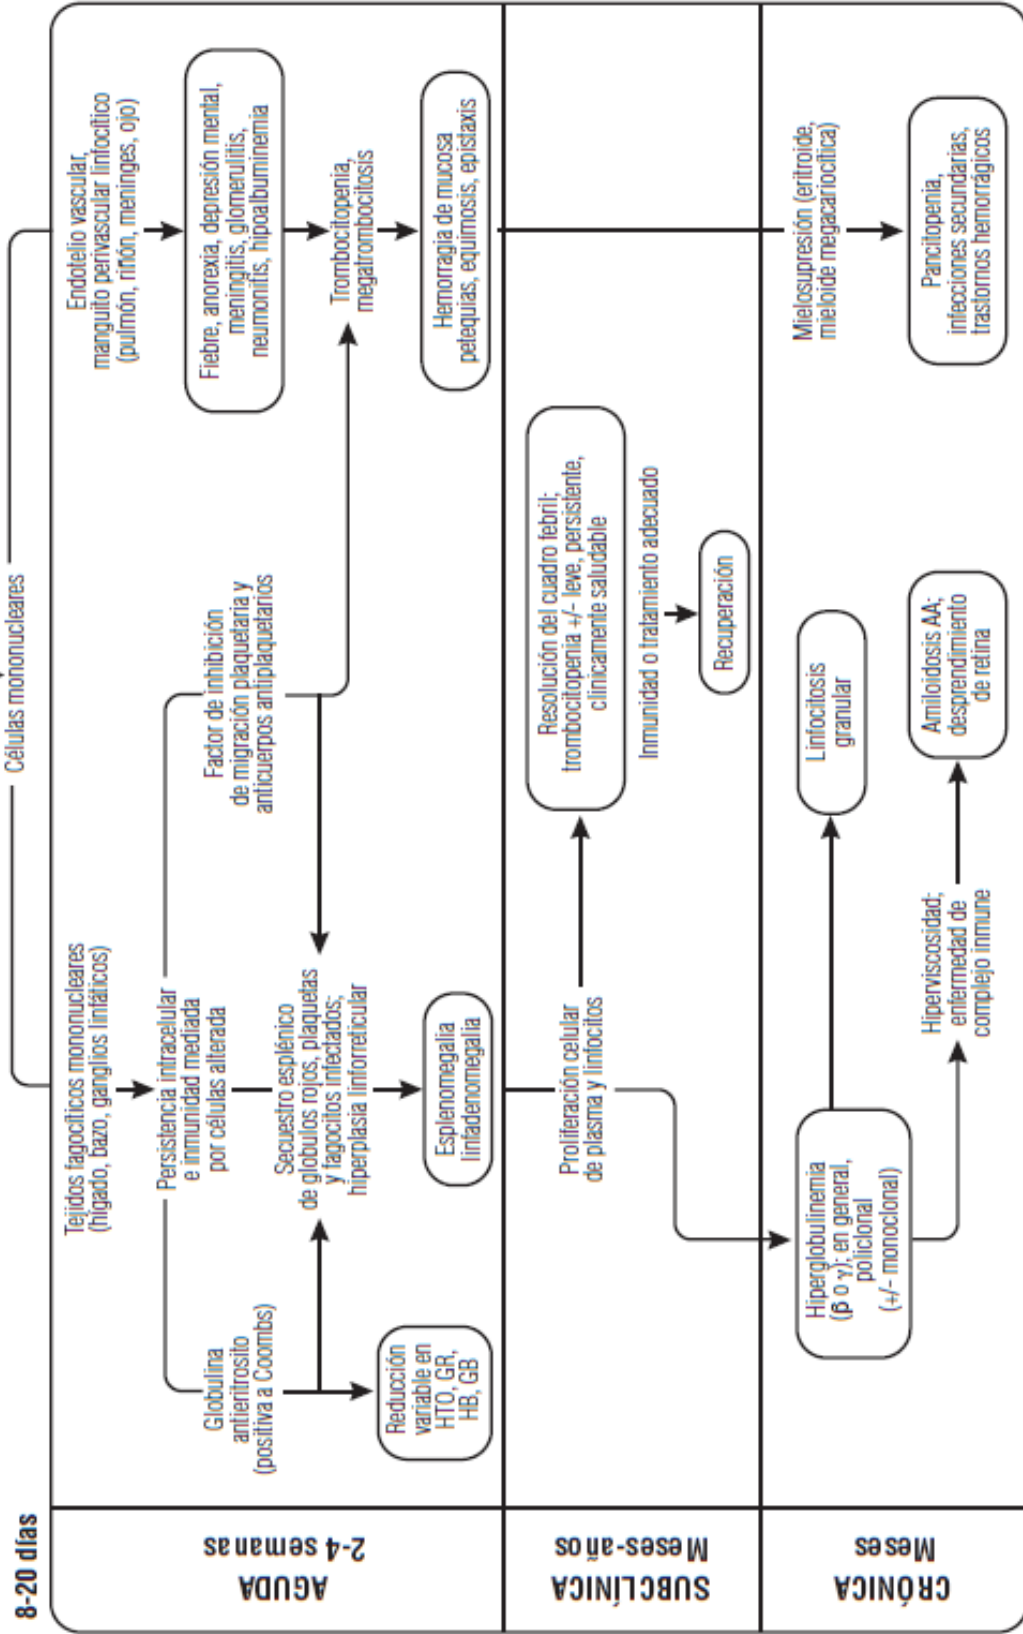 8-20 días
Células mononucleares
AGUDA
2-4 semanas
Tejidos fagocíticos mononucleares
(hígado, bazo, ganglios linfáticos)
Endotelio vascular,
manguito perivascular linfocítico
(pulmón, riñón, meninges, ojo)
Persistencia intracelular
e inmunidad mediada
por células alterada
Fiebre, anorexia, depresión mental,
meningitis, glomerulitis,
neumonitis, hipoalbuminemia
Globulina
antieritrosito
(positiva a Coombs)
Factor de inhibición
de migración plaquetaria y
anticuerpos antiplaquetarios
Secuestro esplénico
de globulos rojos, plaquetas
y fagocitos infectados;
hiperplasia linforreticular
Trombocitopenia,
megatrombocitosis
Reducción
variable en
HTO, GR,
HB, GB
Esplenomegalia
linfadenomegalia
Hemorragia de mucosa
petequias, equimosis, epistaxis
SUBCLÍNICA
Meses-años
Proliferación celular
de plasma y linfocitos
Resolución del cuadro febril;
trombocitopenia +/- leve, persistente,
clínicamente saludable
Inmunidad o tratamiento adecuado
Recuperación
CRÓNICA
Meses
Hiperglobulinemia
(β o γ); en general,
policlonal
(+/- monoclonal)
Linfocitosis
granular
Mielosupresión (eritroide,
mieloide megacariocítica)
Hiperviscosidad;
enfermedad de
complejo inmune
Amiloidosis AA;
desprendimiento
de retina
Pancitopenia,
infecciones secundarias,
trastornos hemorrágicos